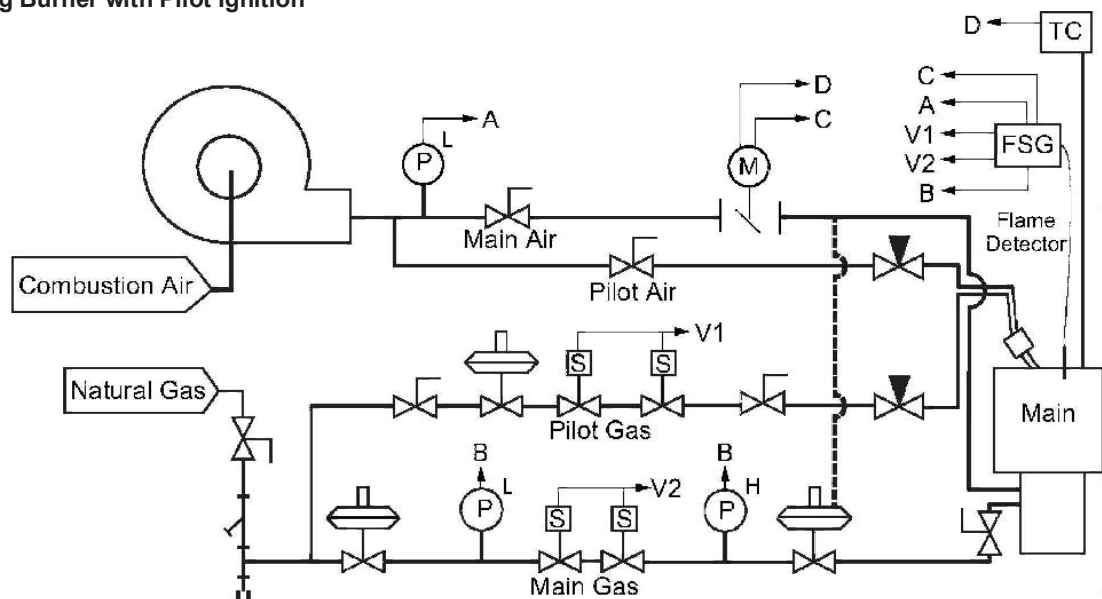 g Burner with Pilot Ignition
D
TC
C
A
V1
V2
B
FSG
Flame
Detector
A
L
P
D
C
M
Main Air
Pilot Air
Combustion Air
Natural Gas
V1
S
S
Pilot Gas
B
L
P
V2
S
S
B
H
P
Main Gas
Main